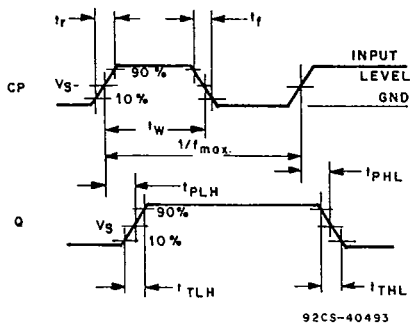 tr
tf
INPUT
LEVEL
GND
CP
VS
90%
10%
tW
1/fmax.
tPLH
tPHL
Q
VS
90%
10%
tTLH
tTHL
92CS-40493